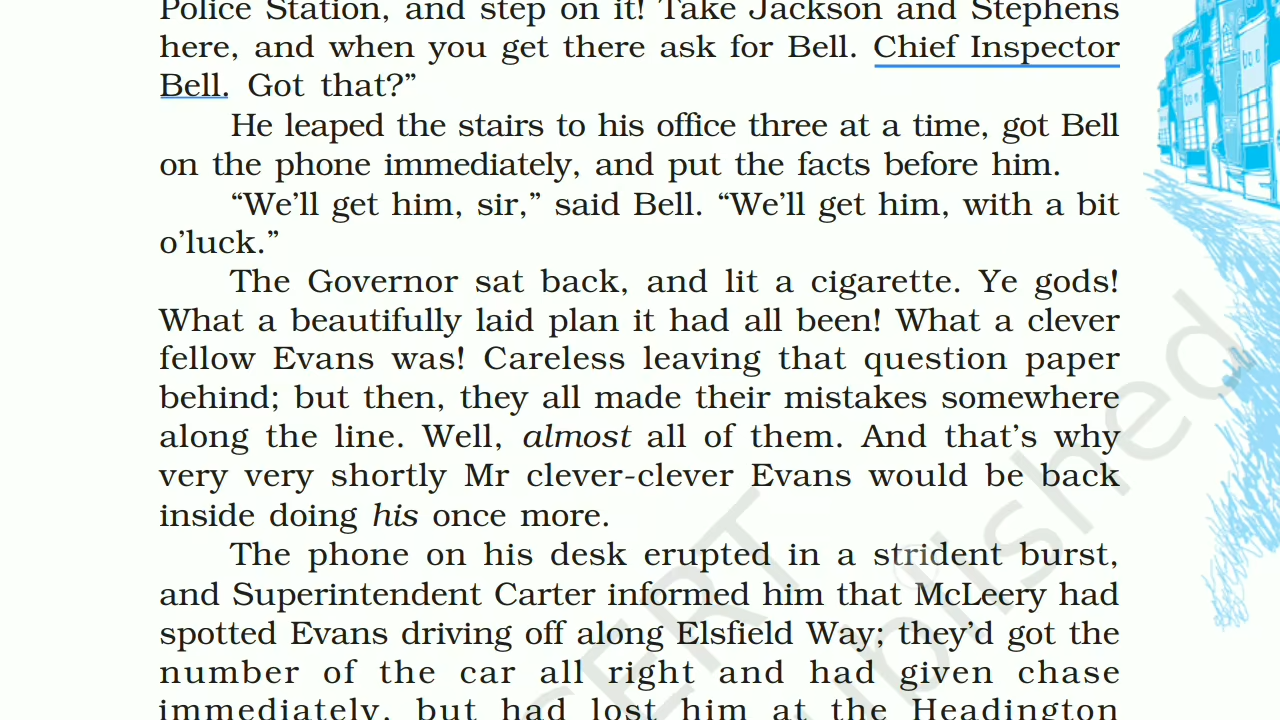 Police Station, and step on it! Take Jackson and Stephens
here, and when you get there ask for Bell. Chief Inspector
Bell. Got that?”
He leaped the stairs to his office three at a time, got Bell
on the phone immediately, and put the facts before him.
“We’ll get him, sir,” said Bell. “We’ll get him, with a bit
o’luck.”
The Governor sat back, and lit a cigarette. Ye gods!
What a beautifully laid plan it had all been! What a clever
fellow Evans was! Careless leaving that question paper
behind; but then, they all made their mistakes somewhere
along the line. Well, almost all of them. And that’s why
very very shortly Mr clever-clever Evans would be back
inside doing his once more.
The phone on his desk erupted in a strident burst,
and Superintendent Carter informed him that McLeery had
spotted Evans driving off along Elsfield Way; they’d got the
number of the car all right and had given chase
immediately, but had lost him at the Headington